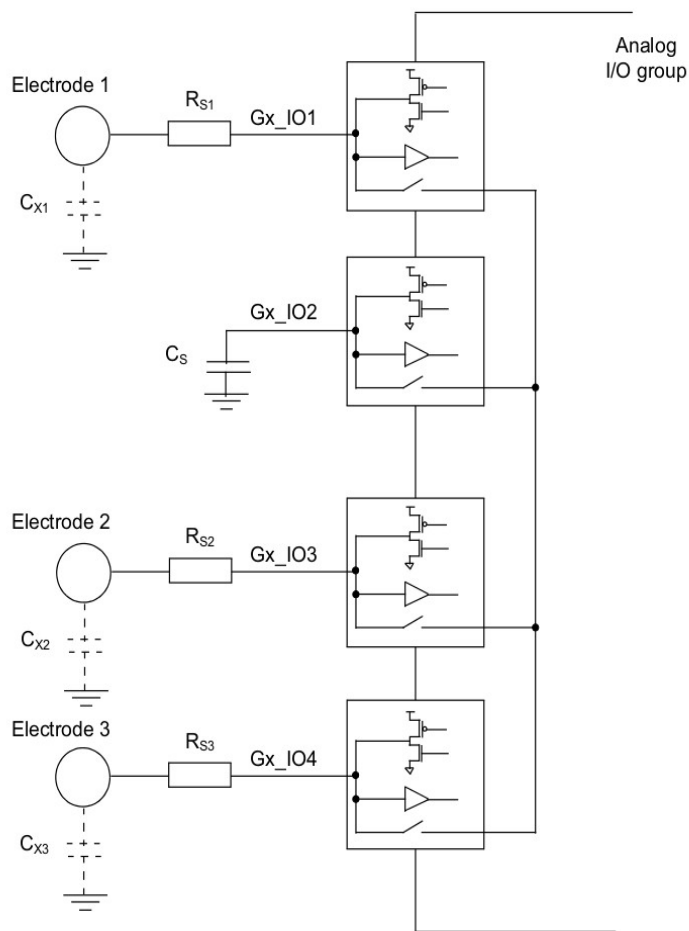 Analog
I/O group
Electrode 1
RS1
Gx_IO1
CX1
Gx_IO2
CS
Electrode 2
RS2
Gx_IO3
CX2
Electrode 3
RS3
Gx_IO4
CX3